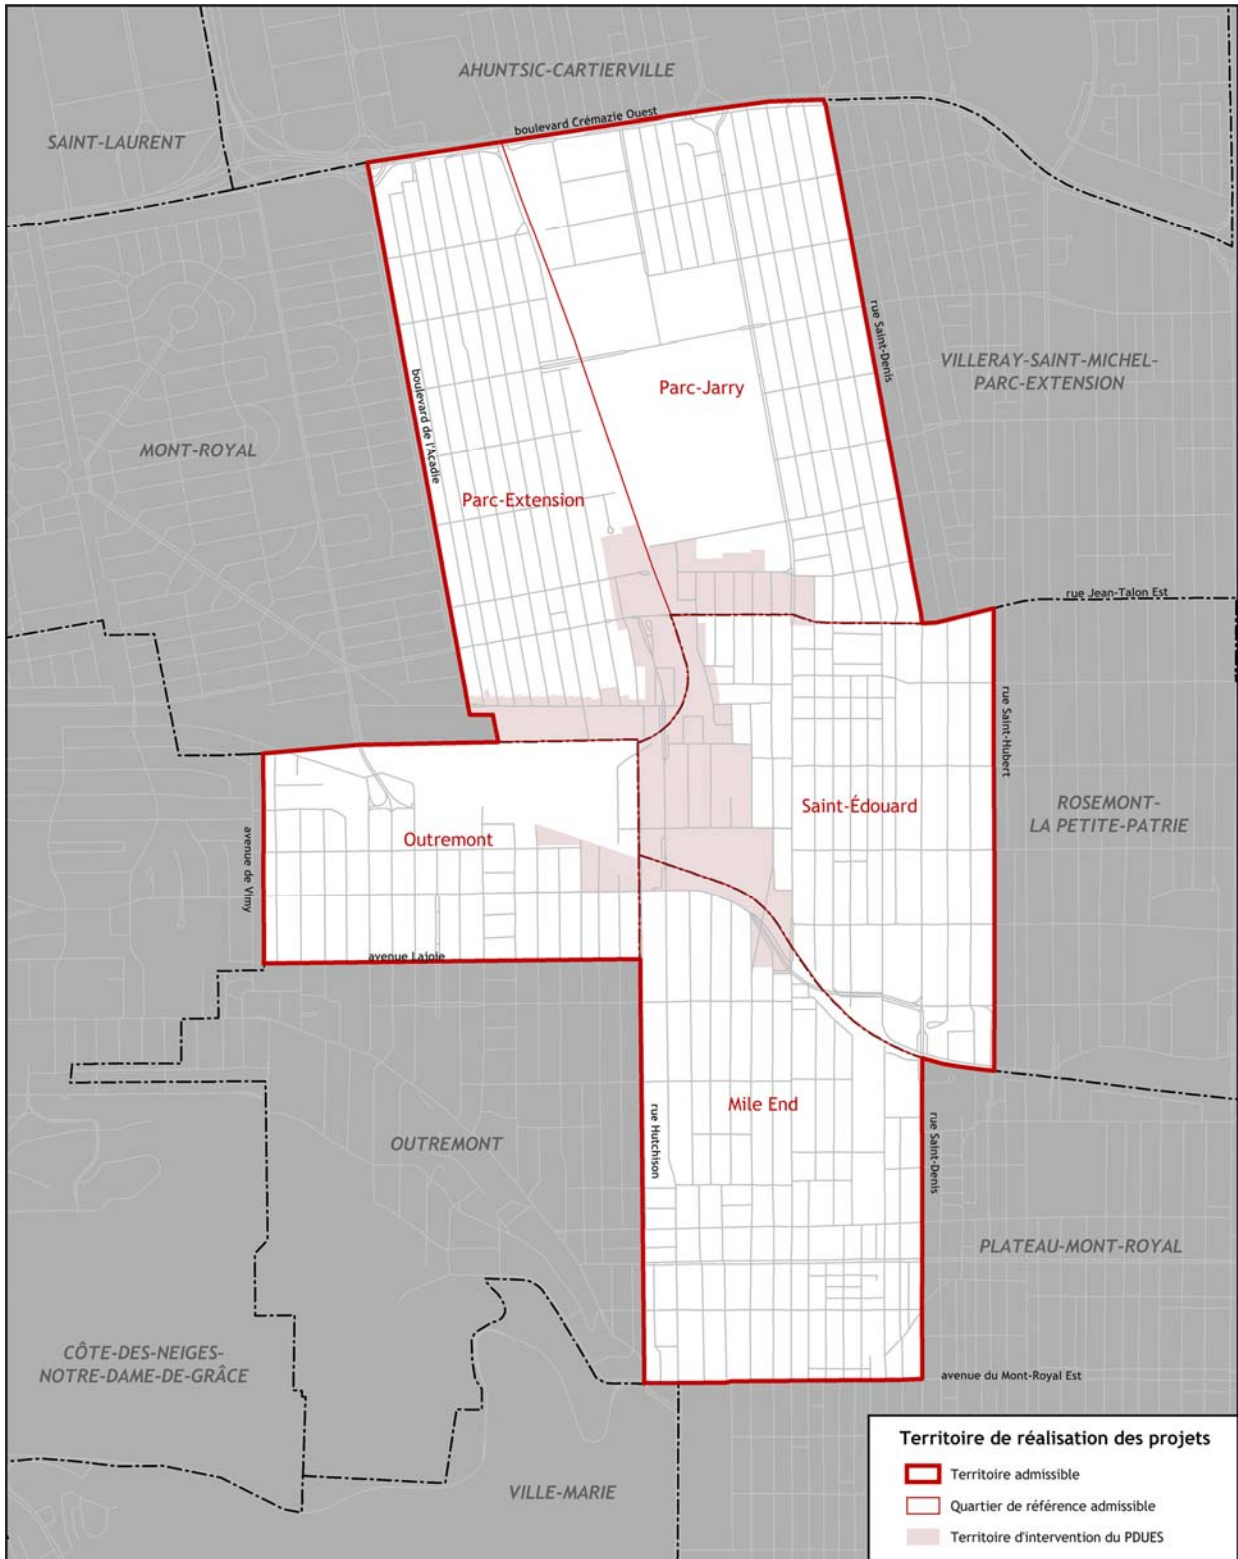 AHUNTSIC-CARTIERVILLE
boulevard Crémazie Ouest
SAINT-LAURENT
rue Saint-Denis
VILLERAY-SAINT-MICHEL-
PARC-EXTENSION
Parc-Jarry
boulevard de l'Acadie
MONT-ROYAL
Parc-Extension
rue Jean-Talon Est
rue Saint-Hubert
Saint-Édouard
ROSEMONT-
LA PETITE-PATRIE
Outremont
avenue de Vimy
avenue Lajoie
Mile End
rue Hutchison
rue Saint-Denis
OUTREMONT
PLATEAU-MONT-ROYAL
CÔTE-DES-NEIGES-
NOTRE-DAME-DE-GRÂCE
avenue du Mont-Royal Est
VILLE-MARIE
Territoire de réalisation des projets
Territoire admissible
Quartier de référence admissible
Territoire d'intervention du PDUES